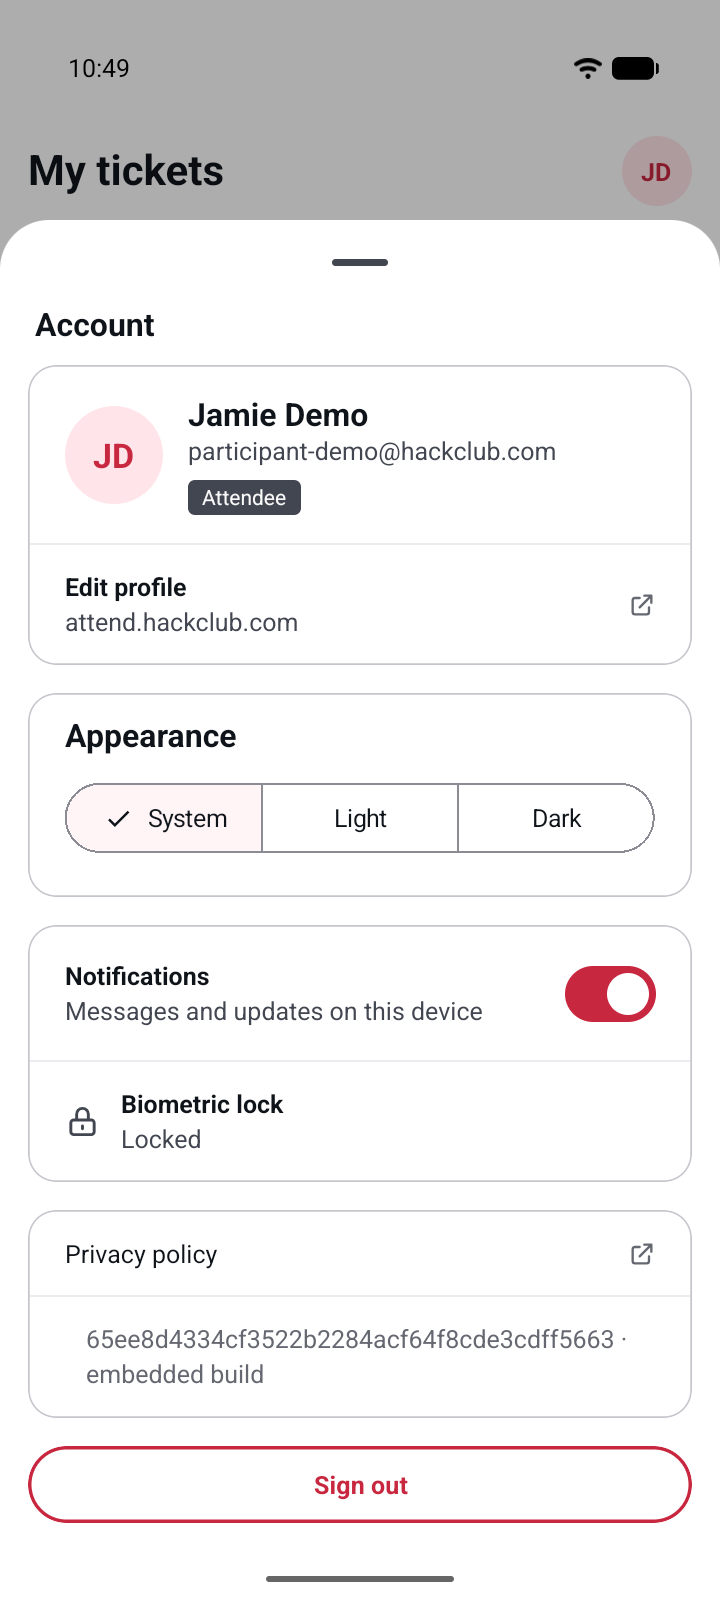 10:49
My tickets
JD
Account
JD
Jamie Demo
participant-demo@hackclub.com
Attendee
Edit profile
attend.hackclub.com
Appearance
System
Light
Dark
Notifications
Messages and updates on this device
Biometric lock
Locked
Privacy policy
65ee8d4334cf3522b2284acf64f8cde3cdff5663 ·
embedded build
Sign out